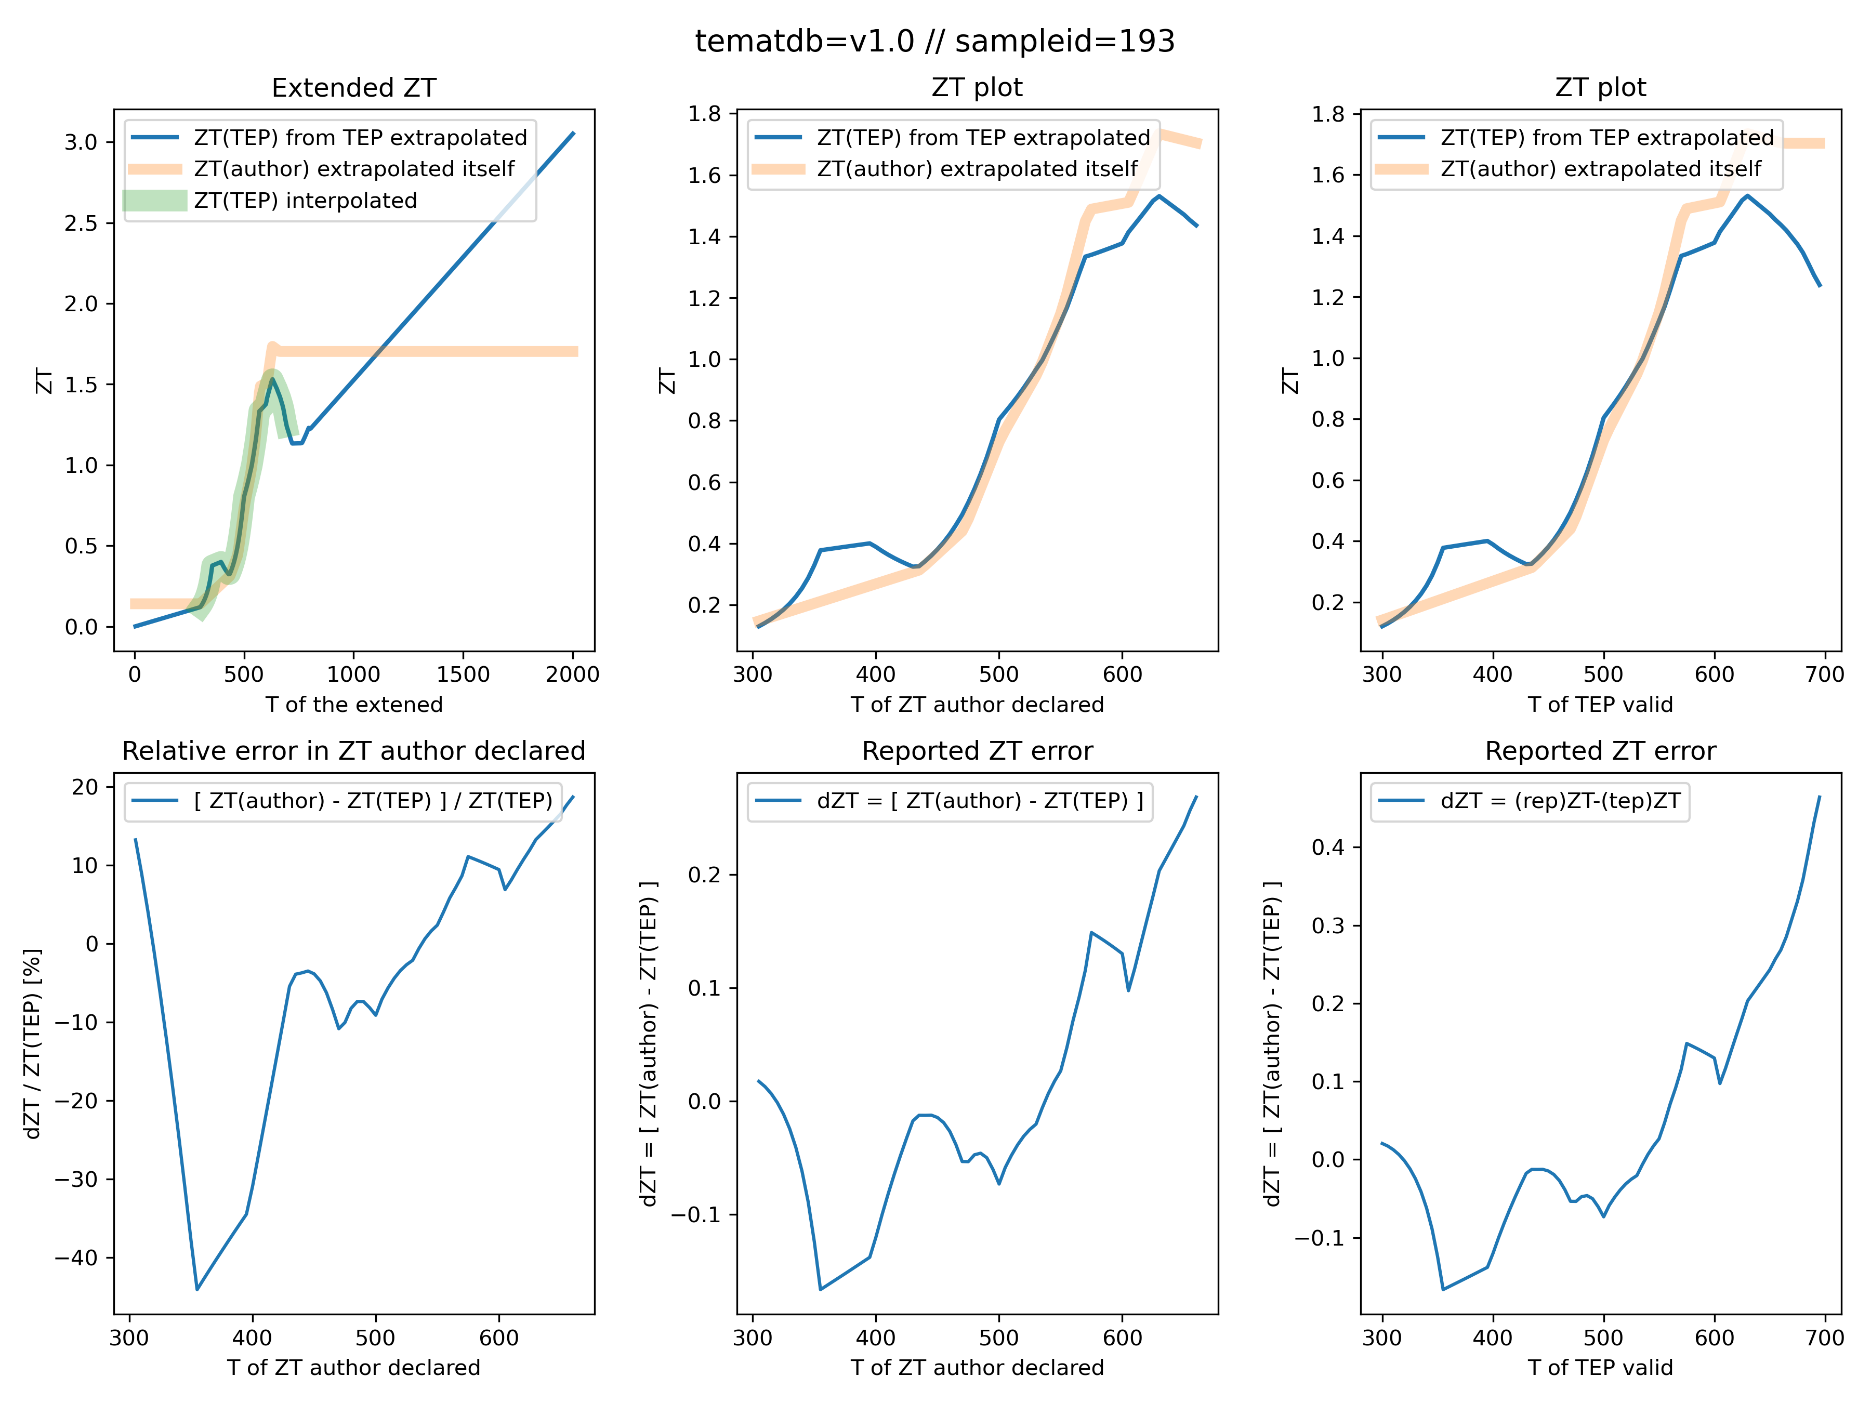 tematdb=v1.0 // sampleid=193
Extended ZT
ZT(TEP) from TEP extrapolated
ZT(author) extrapolated itself
ZT(TEP) interpolated
ZT
3.0
2.5
2.0
1.5
1.0
0.5
0.0
0 500 1000 1500 2000
T of the extened
ZT plot
ZT(TEP) from TEP extrapolated
ZT(author) extrapolated itself
ZT
1.8
1.6
1.4
1.2
1.0
0.8
0.6
0.4
0.2
300 400 500 600
T of ZT author declared
ZT plot
ZT(TEP) from TEP extrapolated
ZT(author) extrapolated itself
ZT
1.8
1.6
1.4
1.2
1.0
0.8
0.6
0.4
0.2
300 400 500 600 700
T of TEP valid
Relative error in ZT author declared
[ ZT(author) - ZT(TEP) ] / ZT(TEP)
dZT / ZT(TEP) [%]
20
10
0
−10
−20
−30
−40
300 400 500 600
T of ZT author declared
Reported ZT error
dZT = [ ZT(author) - ZT(TEP) ]
dZT = [ ZT(author) - ZT(TEP) ]
0.2
0.1
0.0
−0.1
300 400 500 600
T of ZT author declared
Reported ZT error
dZT = (rep)ZT-(tep)ZT
dZT = [ ZT(author) - ZT(TEP) ]
0.4
0.3
0.2
0.1
0.0
−0.1
300 400 500 600 700
T of TEP valid